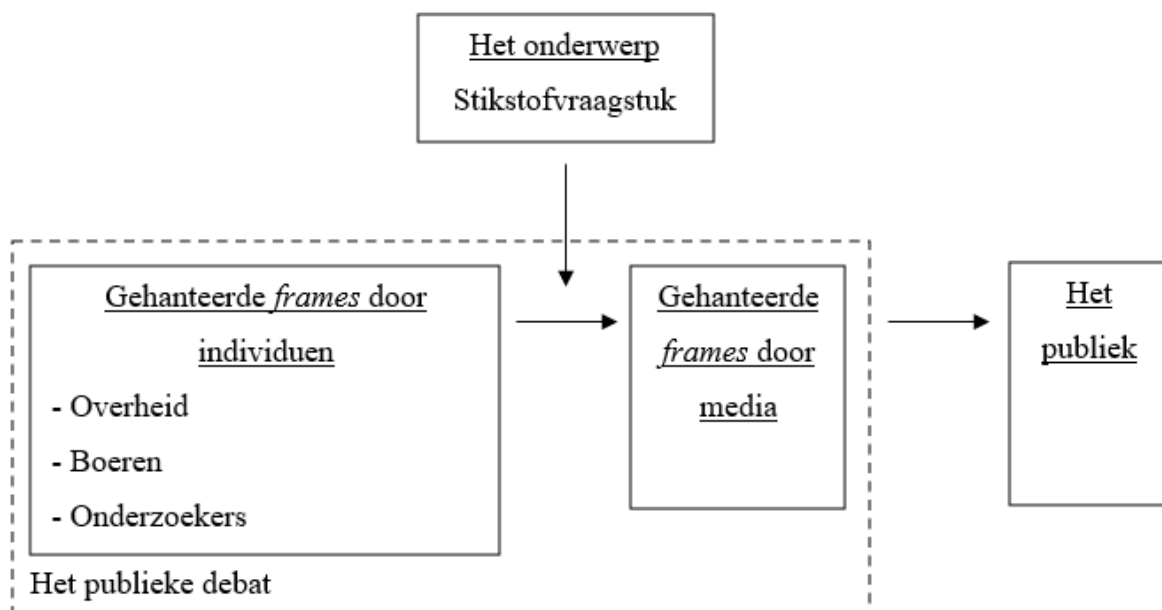 Het onderwerp
Stikstofvraagstuk
Gehanteerde frames door
individuen
- Overheid
- Boeren
- Onderzoekers
Gehanteerde
frames door
media
Het
publiek
Het publieke debat